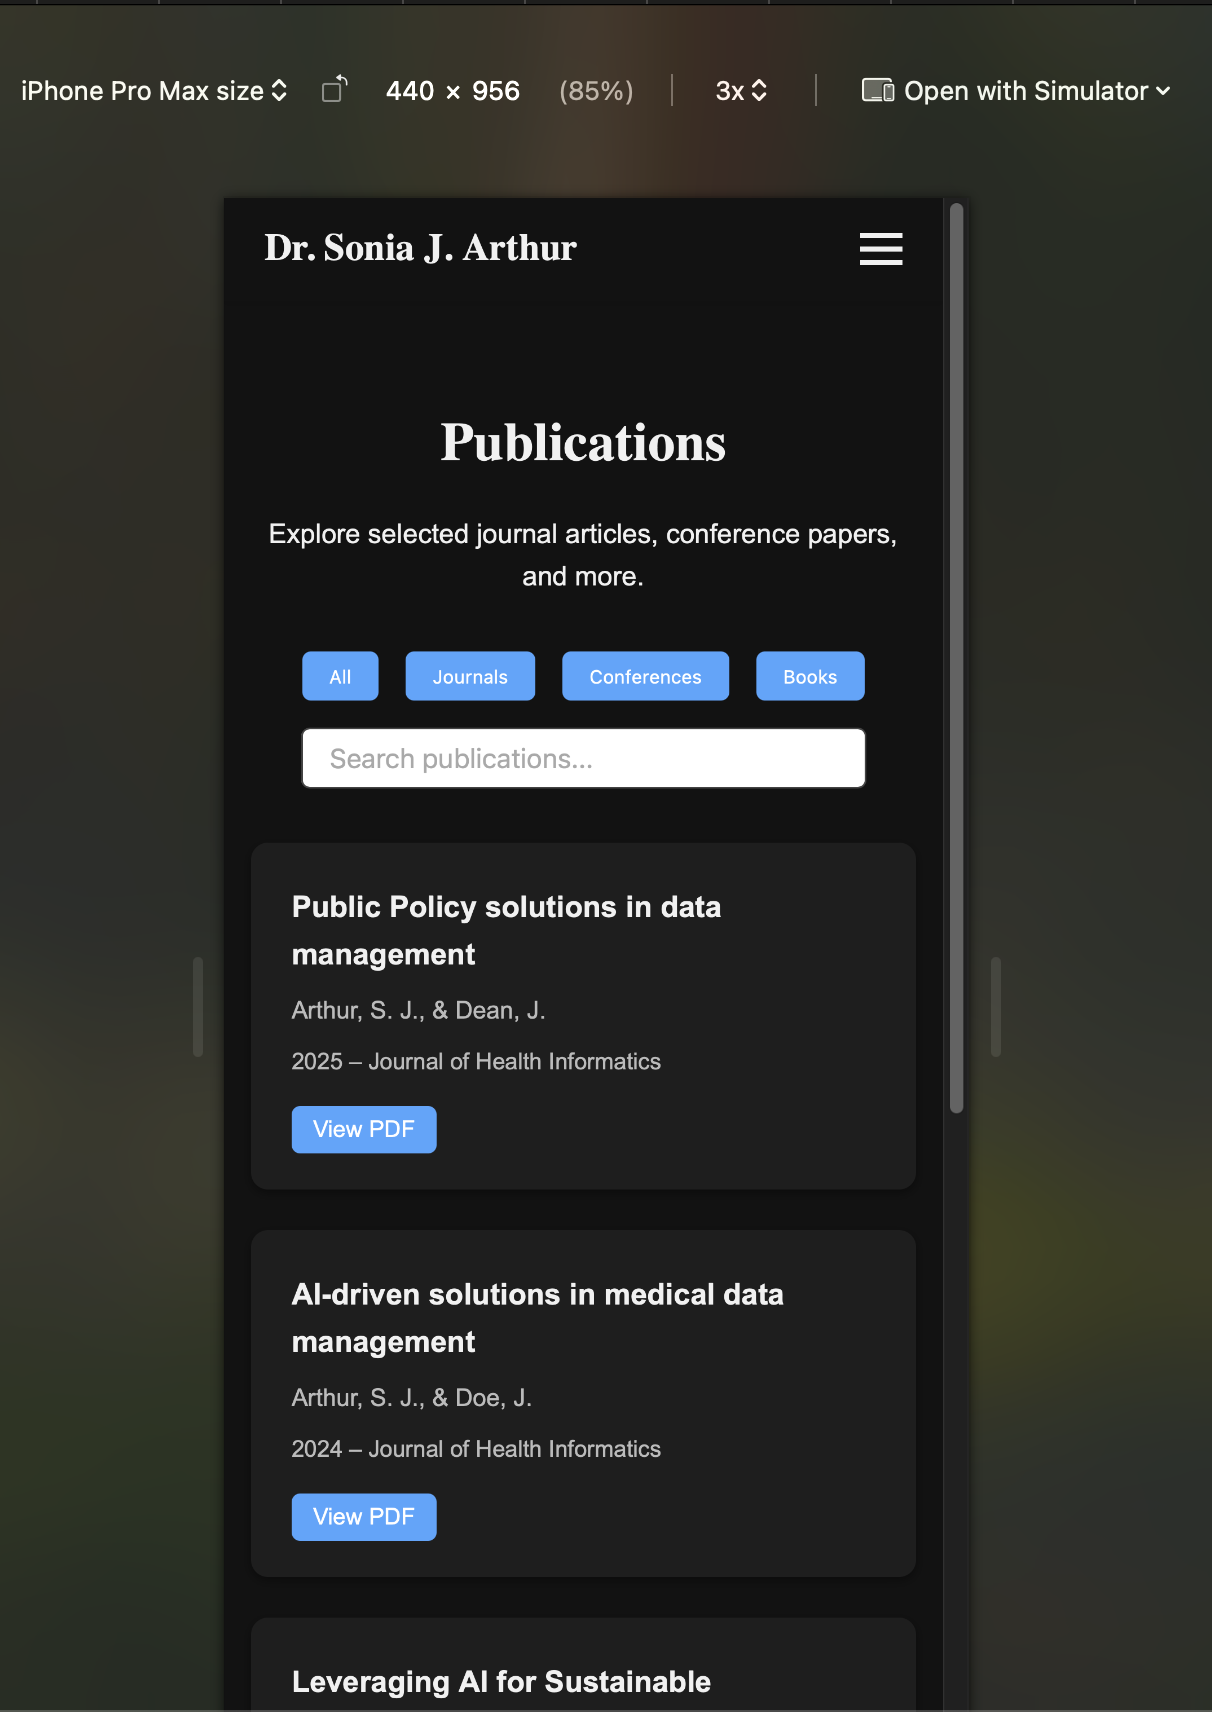 iPhone Pro Max size 440 × 956 (85%) 3x Open with Simulator
Dr. Sonia J. Arthur
Publications
Explore selected journal articles, conference papers,
and more.
All Journals Conferences Books
Search publications...
Public Policy solutions in data
management
Arthur, S. J., & Dean, J.
2025 – Journal of Health Informatics
View PDF
AI-driven solutions in medical data
management
Arthur, S. J., & Doe, J.
2024 – Journal of Health Informatics
View PDF
Leveraging AI for Sustainable